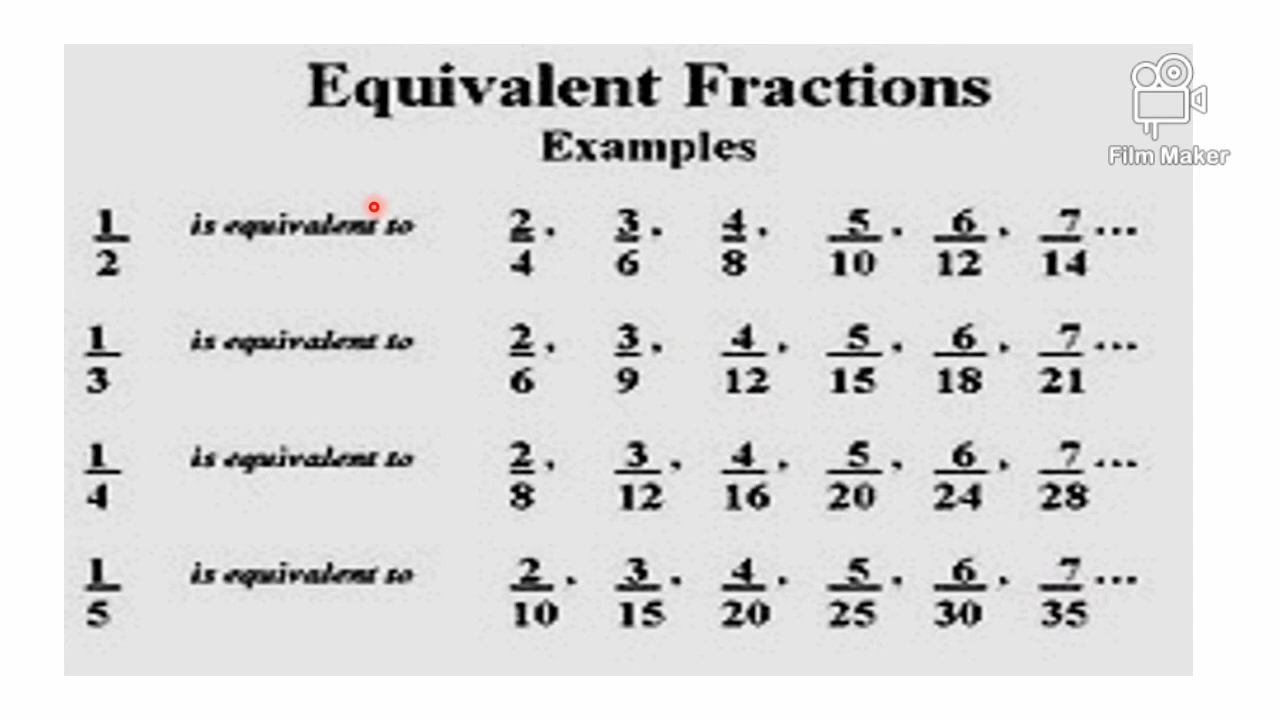 Equivalent Fractions
Film Maker
Examples
1/2 is equivalent to 2/4, 3/6, 4/8, 5/10, 6/12, 7/14...
1/3 is equivalent to 2/6, 3/9, 4/12, 5/15, 6/18, 7/21...
1/4 is equivalent to 2/8, 3/12, 4/16, 5/20, 6/24, 7/28...
1/5 is equivalent to 2/10, 3/15, 4/20, 5/25, 6/30, 7/35...